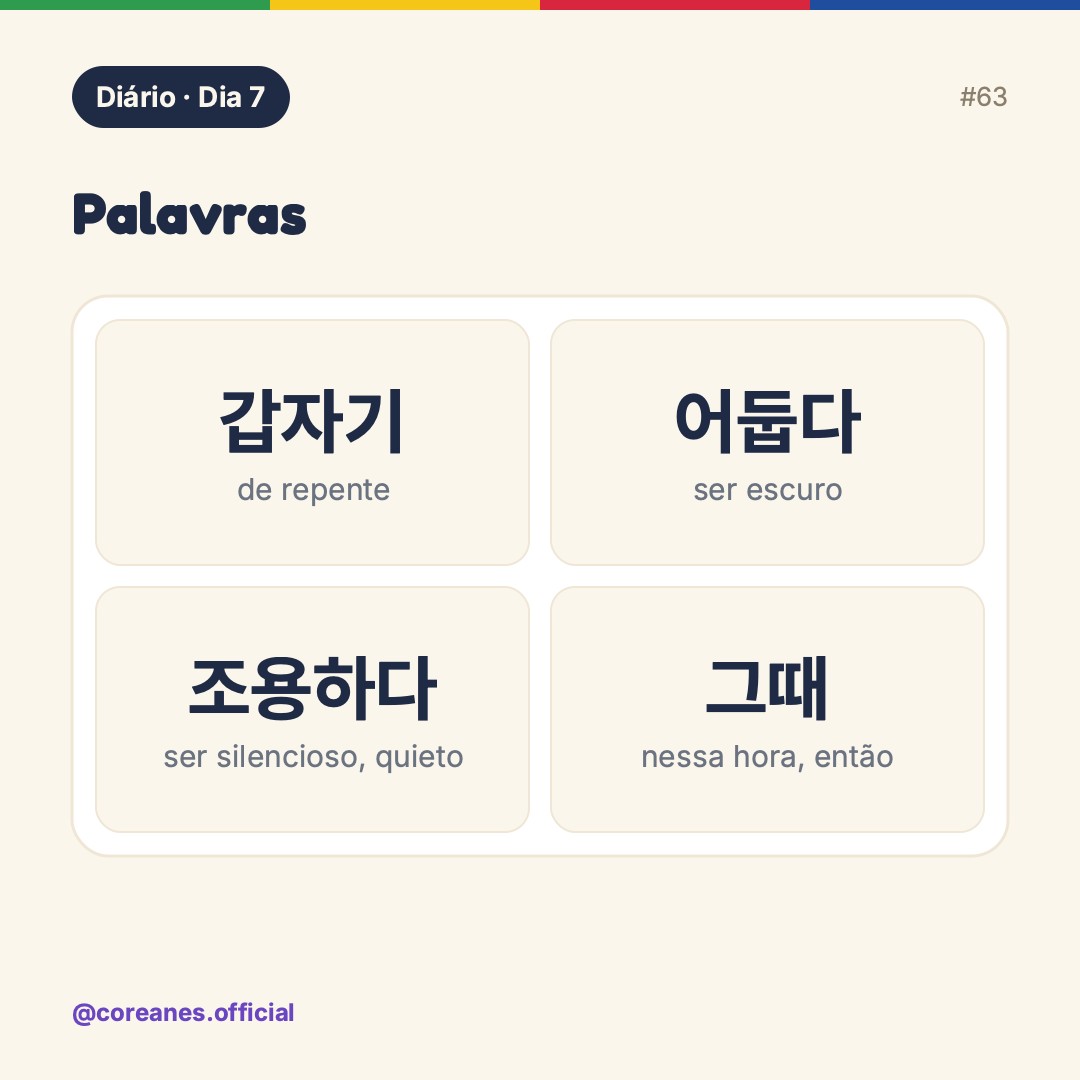 Diário · Dia 7
#63
Palavras
갑자기
de repente
어둡다
ser escuro
조용하다
ser silencioso, quieto
그때
nessa hora, então
@coreanes.official